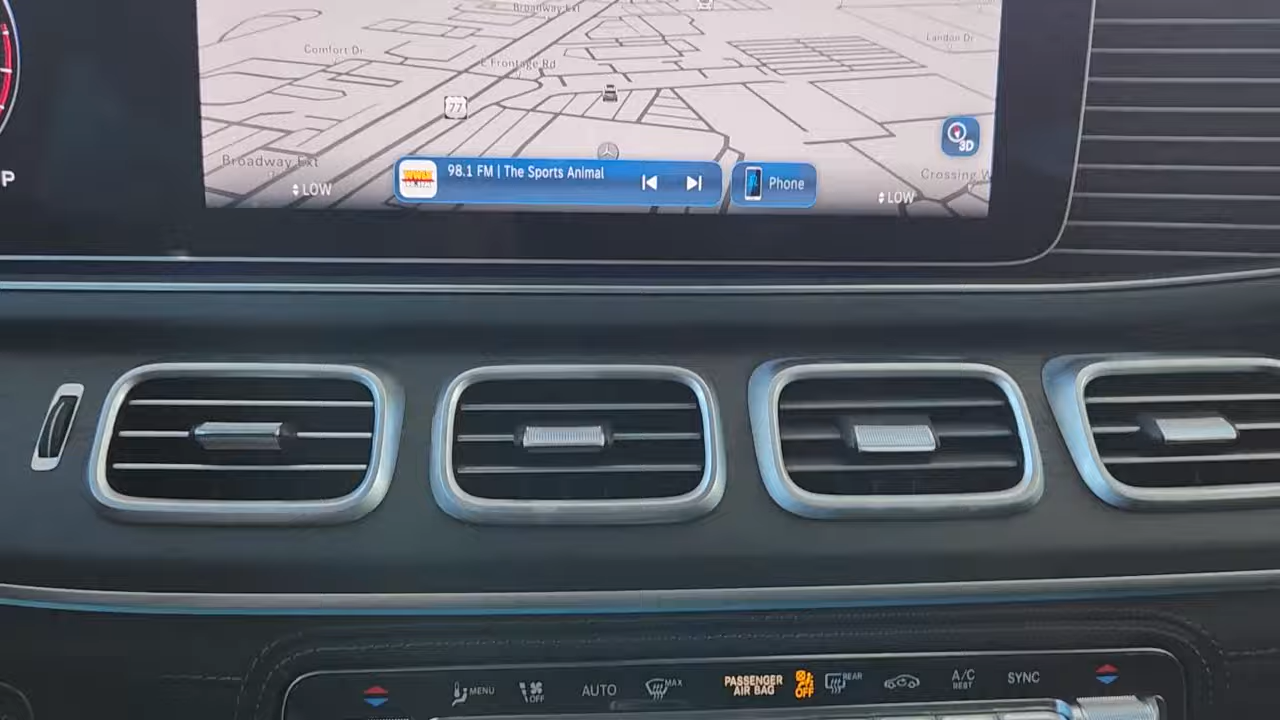 Broadway Ext
Comfort Dr
E Frontage Rd
Landon Dr
77
3D
Broadway Ext
LOW
98.1 FM | The Sports Animal
Phone
Crossing W
LOW
P
MENU
OFF
AUTO
MAX
PASSENGER
AIR BAG
OFF
REAR
A/C
SYNC